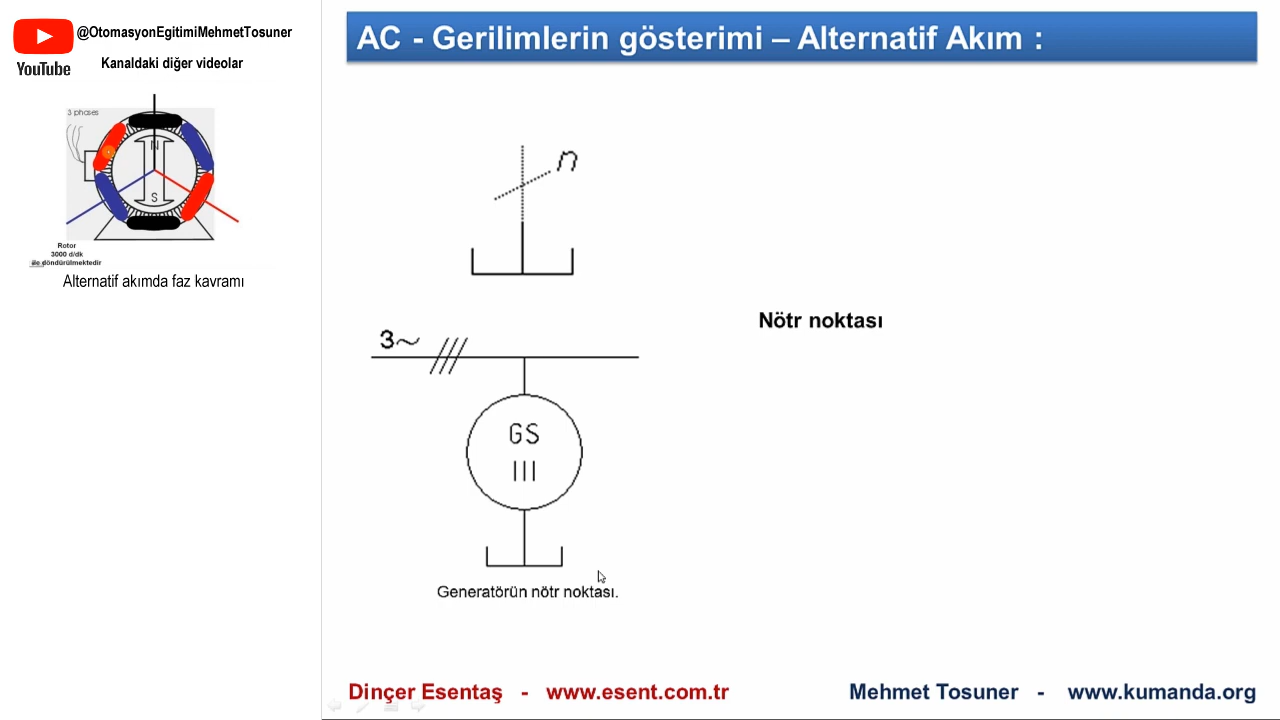 @OtomasyonEgitimiMehmetTosuner
YouTube
Kanaldaki diğer videolar
3 phases
N
S
Rotor
3000 d/dk
ile döndürülmektedir
Alternatif akımda faz kavramı
AC - Gerilimlerin gösterimi – Alternatif Akım :
n
Nötr noktası
3~
GS
III
Generatörün nötr noktası.
Dinçer Esentaş - www.esent.com.tr
Mehmet Tosuner - www.kumanda.org